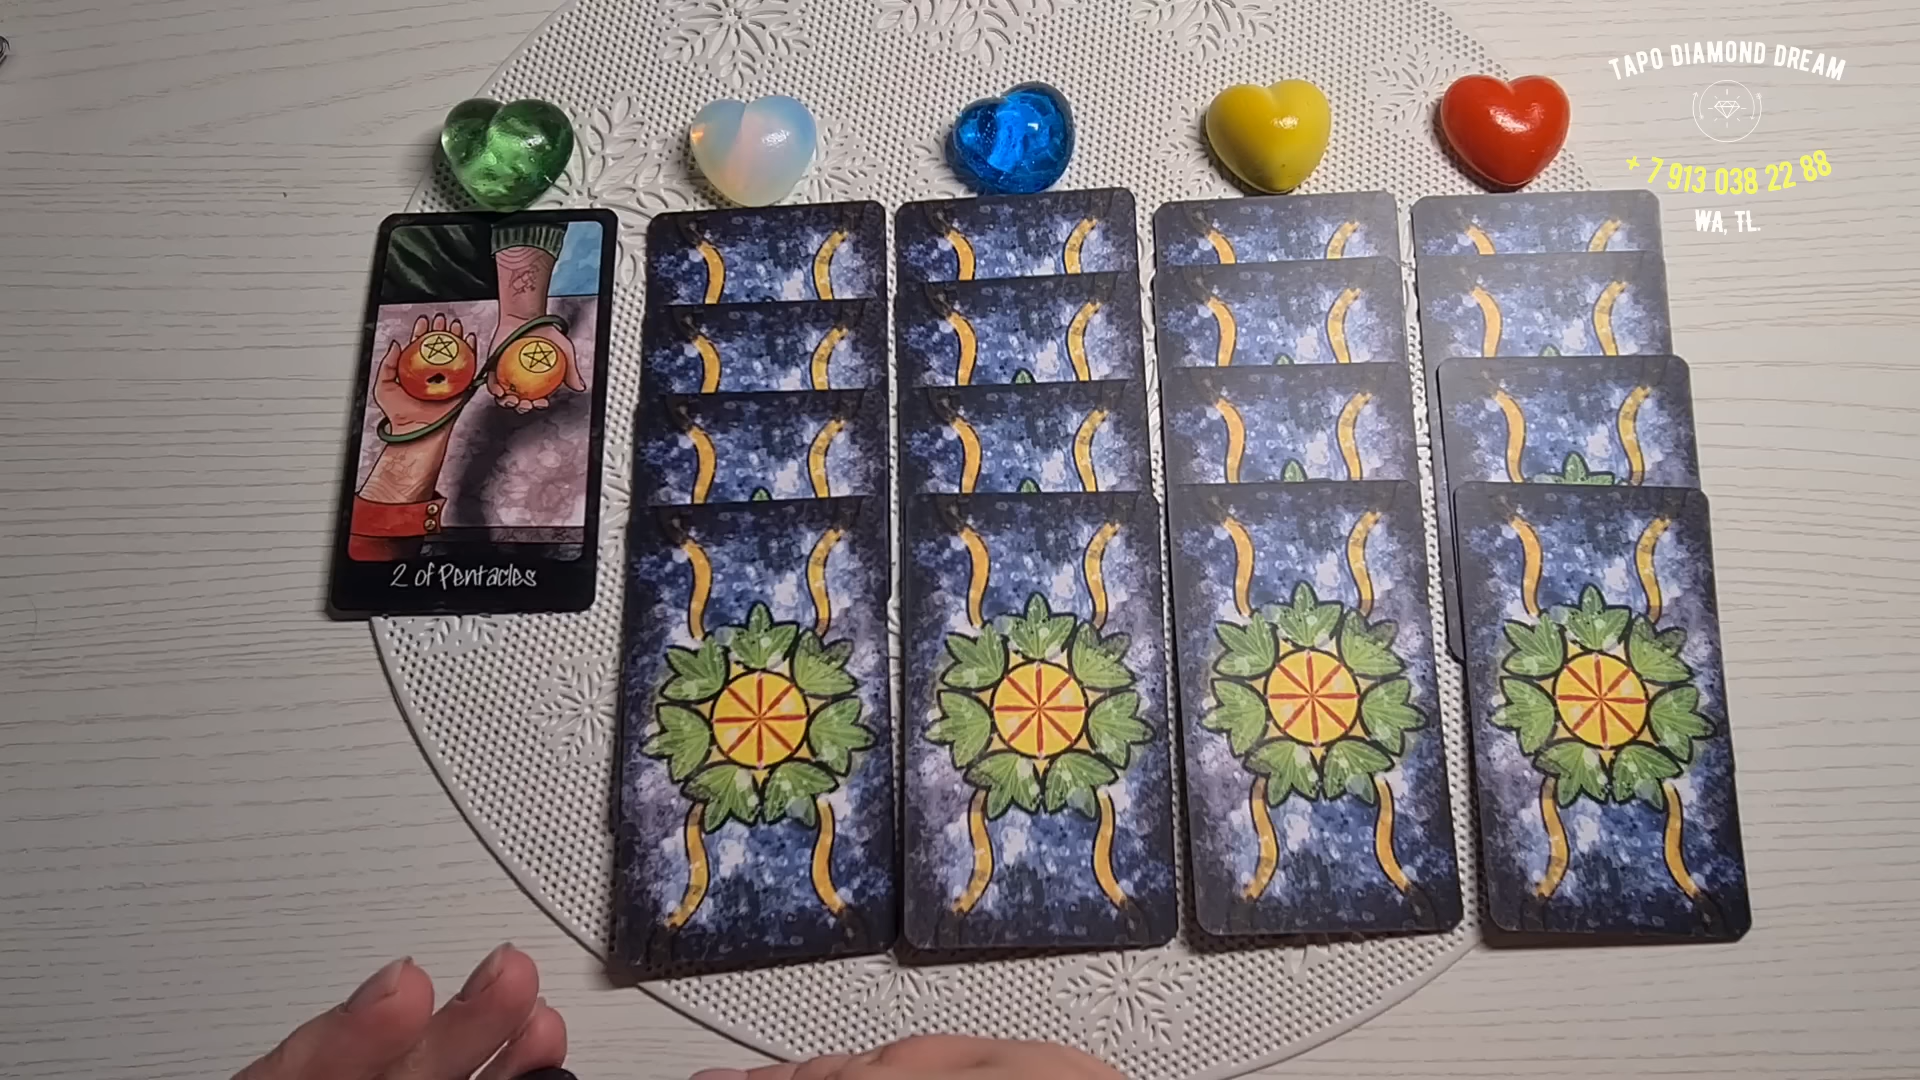 ТАРО DIAMOND DREAM
+ 7 913 038 22 88
WA, TL.
2 of Pentacles